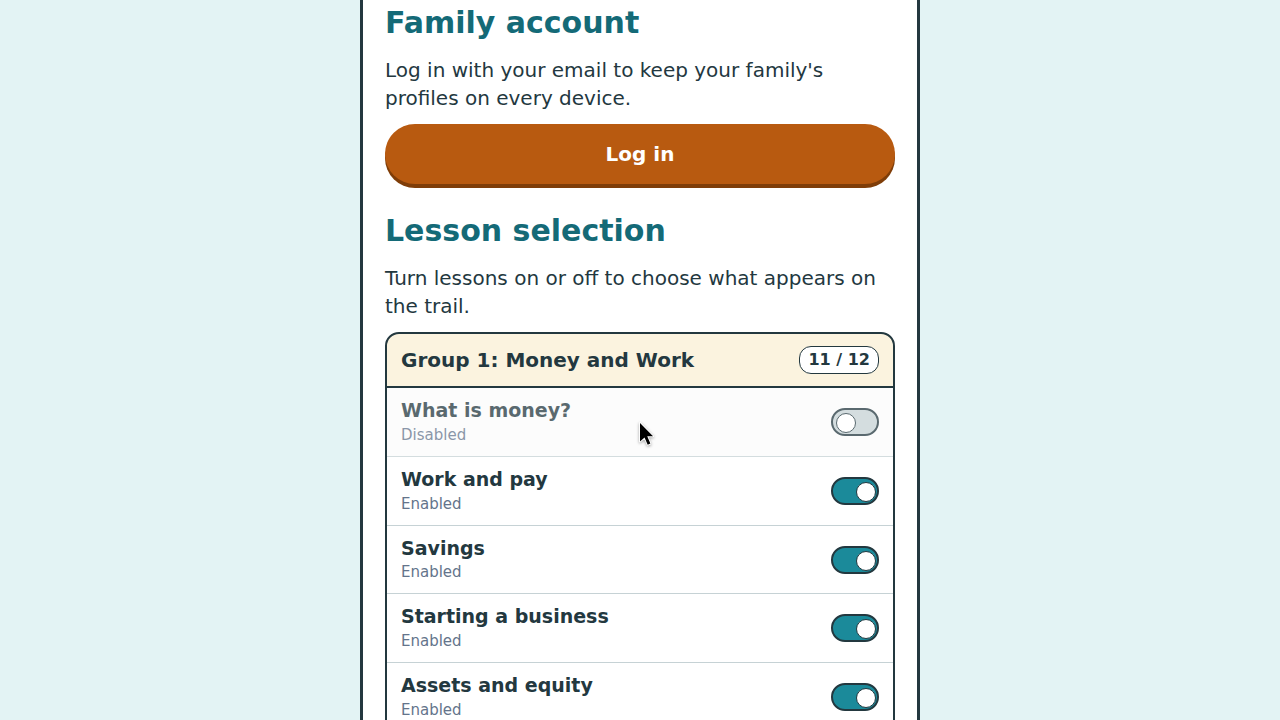 Family account
Log in with your email to keep your family's
profiles on every device.
Log in
Lesson selection
Turn lessons on or off to choose what appears on
the trail.
Group 1: Money and Work
11 / 12
What is money?
Disabled
Work and pay
Enabled
Savings
Enabled
Starting a business
Enabled
Assets and equity
Enabled